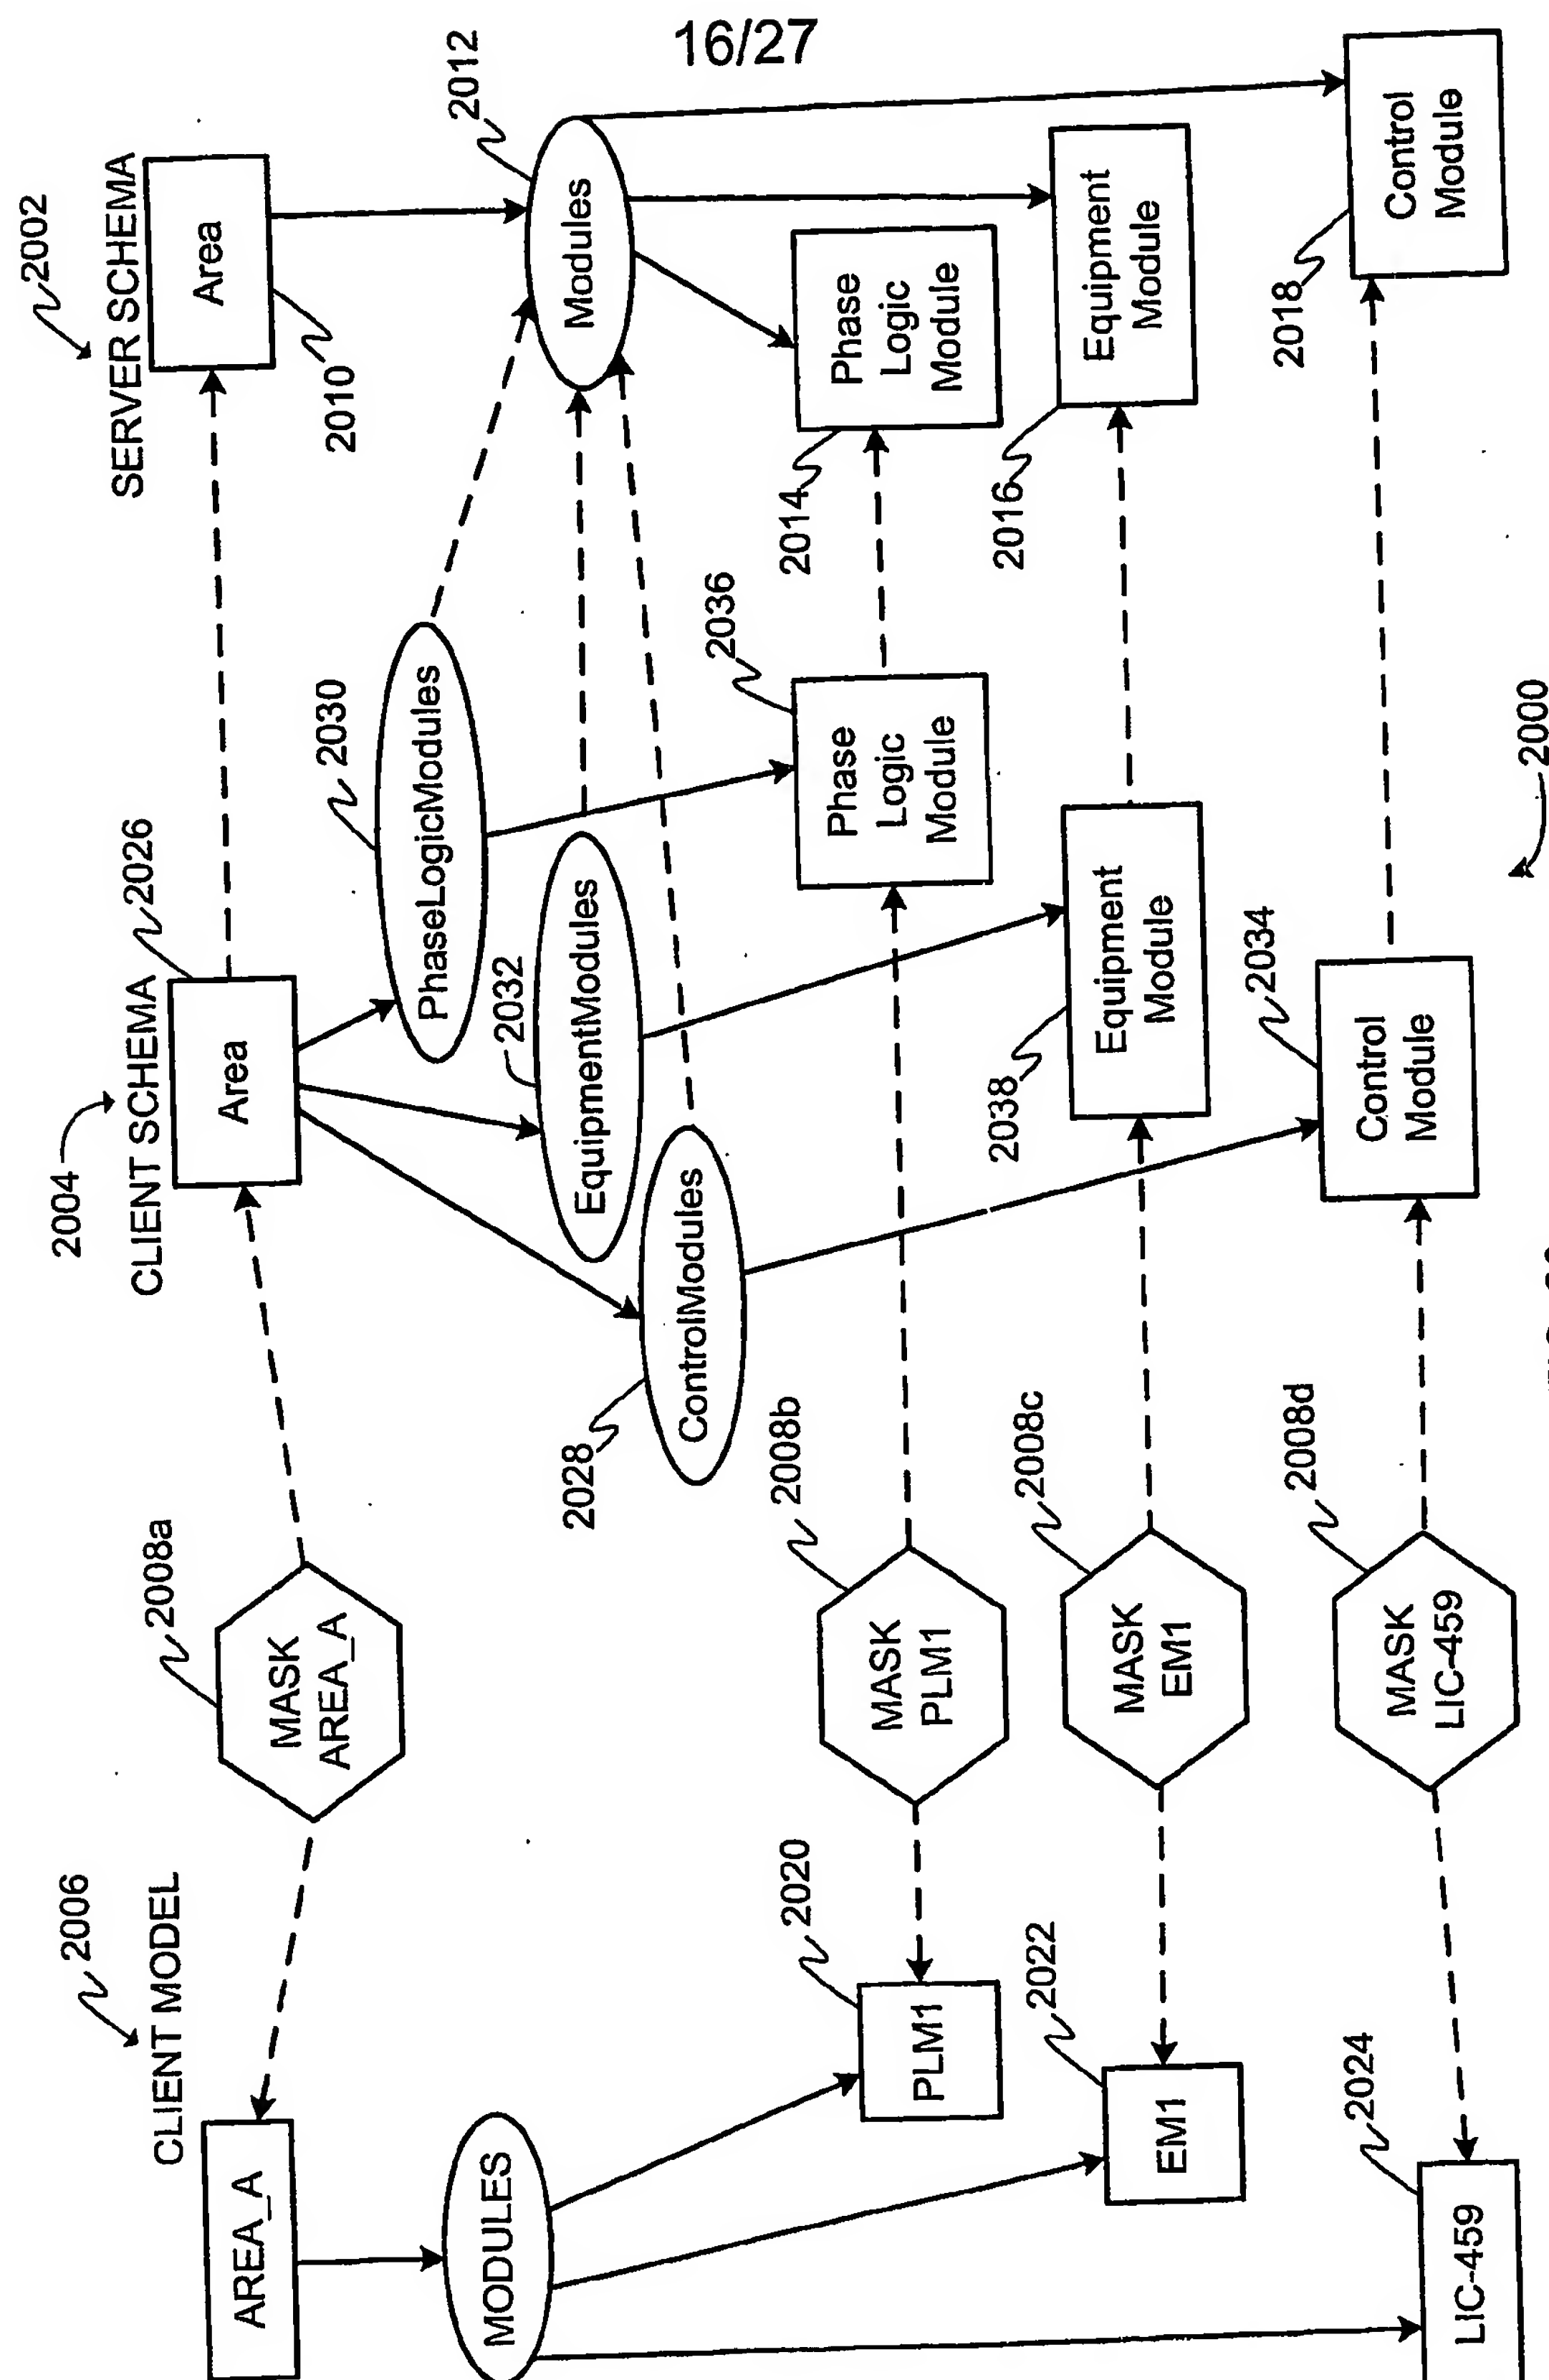 16/27
2006
CLIENT MODEL
2004
CLIENT SCHEMA
2002
SERVER SCHEMA
AREA_A
2008a
MASK
AREA_A
2026
Area
Area
2010
MODULES
2030
PhaseLogicModules
2032
EquipmentModules
2028
ControlModules
2012
Modules
2020
PLM1
2008b
MASK
PLM1
2036
Phase
Logic
Module
2014
Phase
Logic
Module
2022
EM1
2008c
MASK
EM1
2038
Equipment
Module
2016
Equipment
Module
2024
LIC-459
2008d
MASK
LIC-459
2034
Control
Module
2018
Control
Module
2000